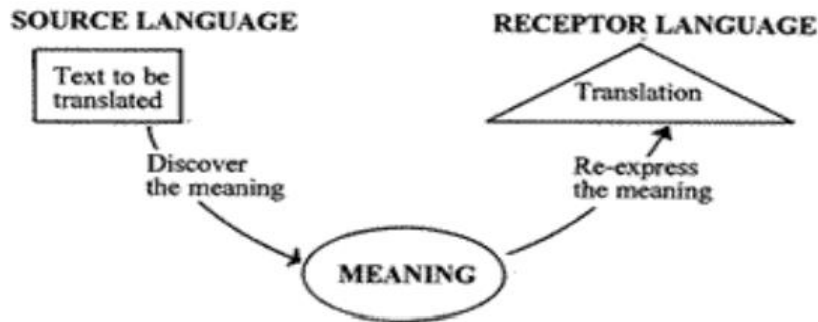 SOURCE LANGUAGE
RECEPTOR LANGUAGE
Text to be
translated
Translation
Discover
the meaning
Re-express
the meaning
MEANING